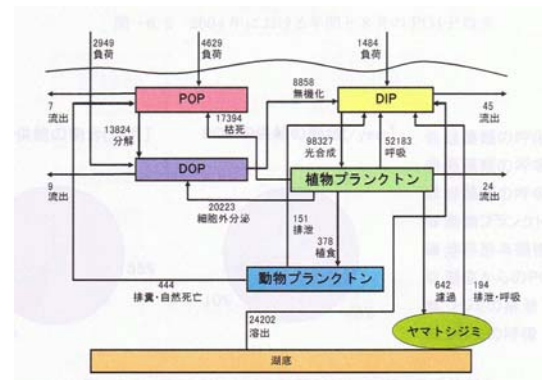 2949
負荷
4629
負荷
1484
負荷
8858
無機化
7
流出
POP
DIP
45
流出
17394
枯死
13824
分解
98327
光合成
52183
呼吸
DOP
植物プランクトン
9
流出
24
流出
20223
細胞外分泌
151
排泄
378
植食
動物プランクトン
444
排糞・自然死亡
642
濾過
194
排泄・呼吸
24202
溶出
ヤマトシジミ
湖底